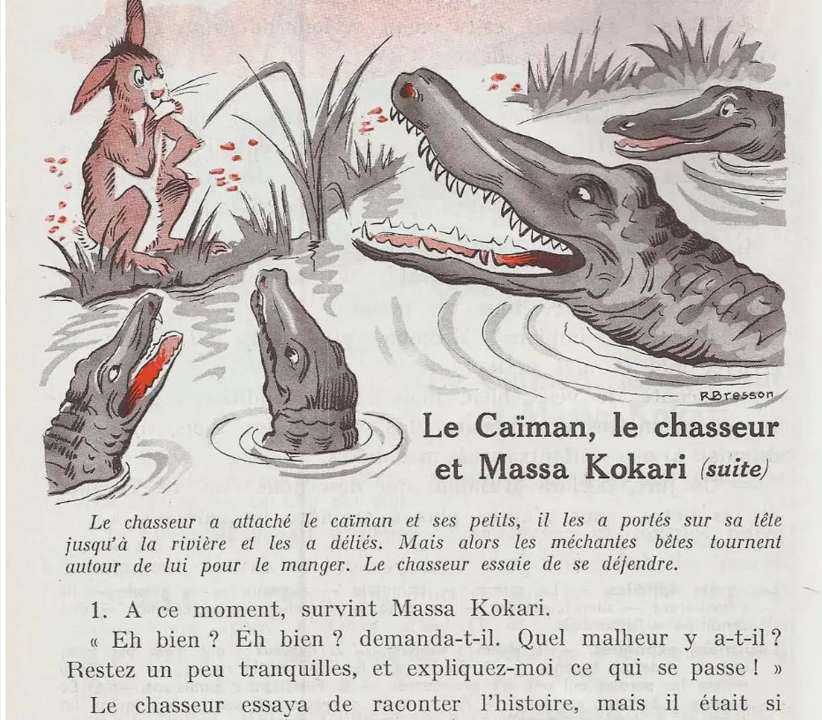 R.Bresson
Le Caïman, le chasseur
et Massa Kokari (suite)
Le chasseur a attaché le caïman et ses petits, il les a portés sur sa tête
jusqu'à la rivière et les a déliés. Mais alors les méchantes bêtes tournent
autour de lui pour le manger. Le chasseur essaie de se défendre.
1. A ce moment, survint Massa Kokari.
« Eh bien ? Eh bien ? demanda-t-il. Quel malheur y a-t-il ?
Restez un peu tranquilles, et expliquez-moi ce qui se passe ! »
Le chasseur essaya de raconter l'histoire, mais il était si